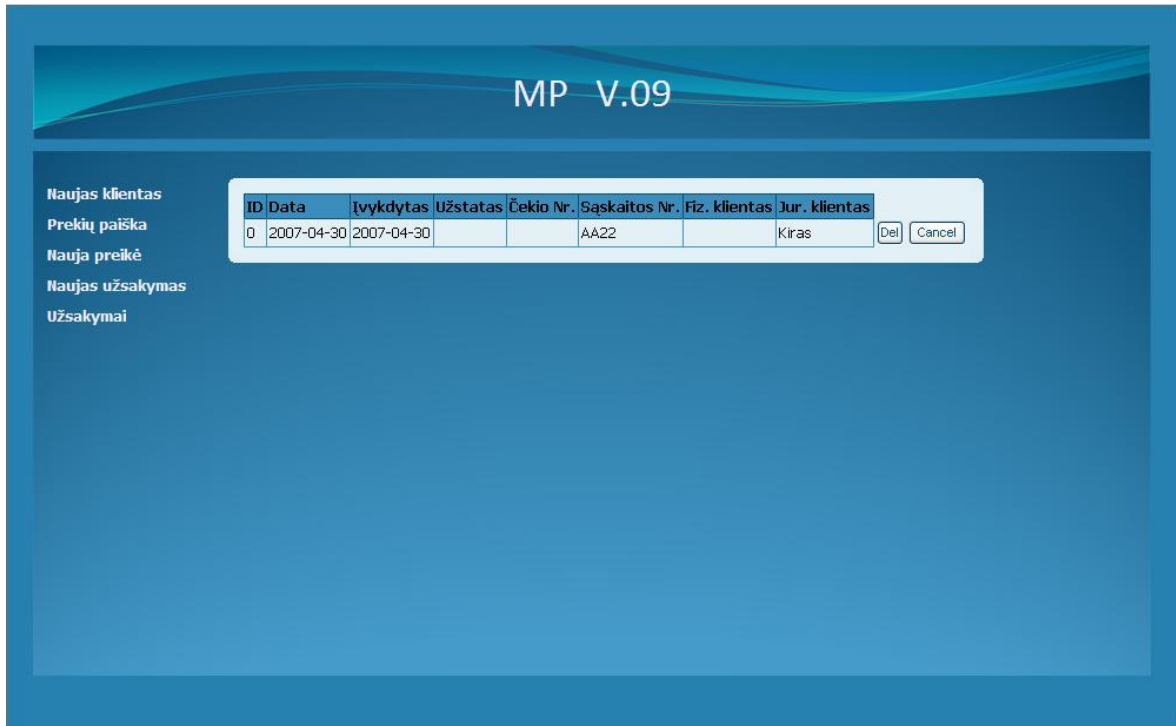 MP V.09
Naujas klientas
Prekių paiška
Nauja preikė
Naujas užsakymas
Užsakymai
ID Data Įvykdytas Užstatas Čekio Nr. Sąskaitos Nr. Fiz. klientas Jur. klientas
0 2007-04-30 2007-04-30 AA22 Kiras Del Cancel